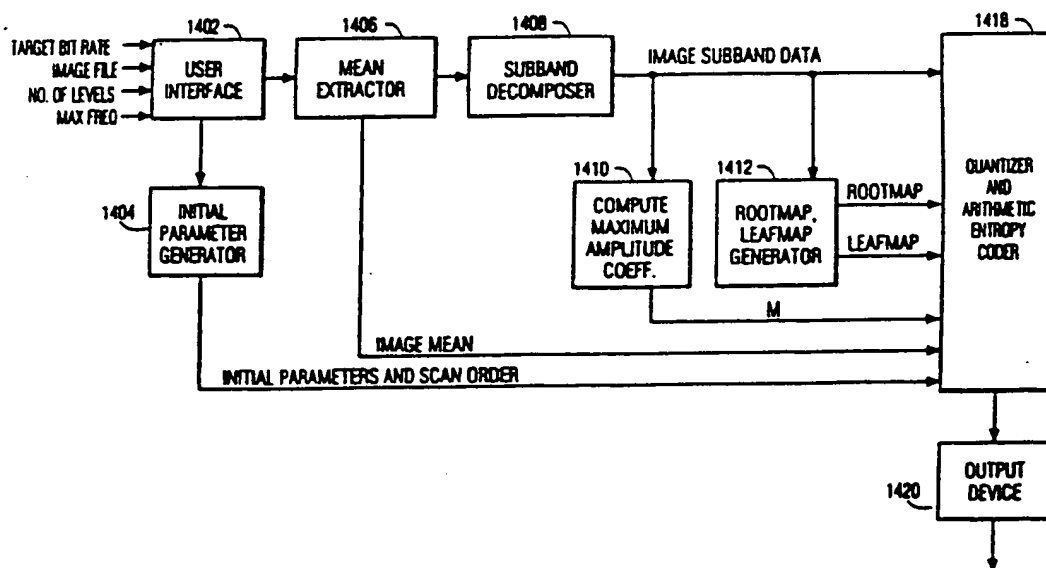 1402
1406
1408
1418
TARGET BIT RATE
IMAGE FILE
NO. OF LEVELS
MAX FREQ
USER
INTERFACE
MEAN
EXTRACTOR
SUBBAND
DECOMPOSER
IMAGE SUBBAND DATA
1404
INITIAL
PARAMETER
GENERATOR
1410
COMPUTE
MAXIMUM
AMPLITUDE
COEFF.
1412
ROOTMAP,
LEAFMAP
GENERATOR
ROOTMAP
LEAFMAP
QUANTIZER
AND
ARITHMETIC
ENTROPY
CODER
M
IMAGE MEAN
INITIAL PARAMETERS AND SCAN ORDER
1420
OUTPUT
DEVICE